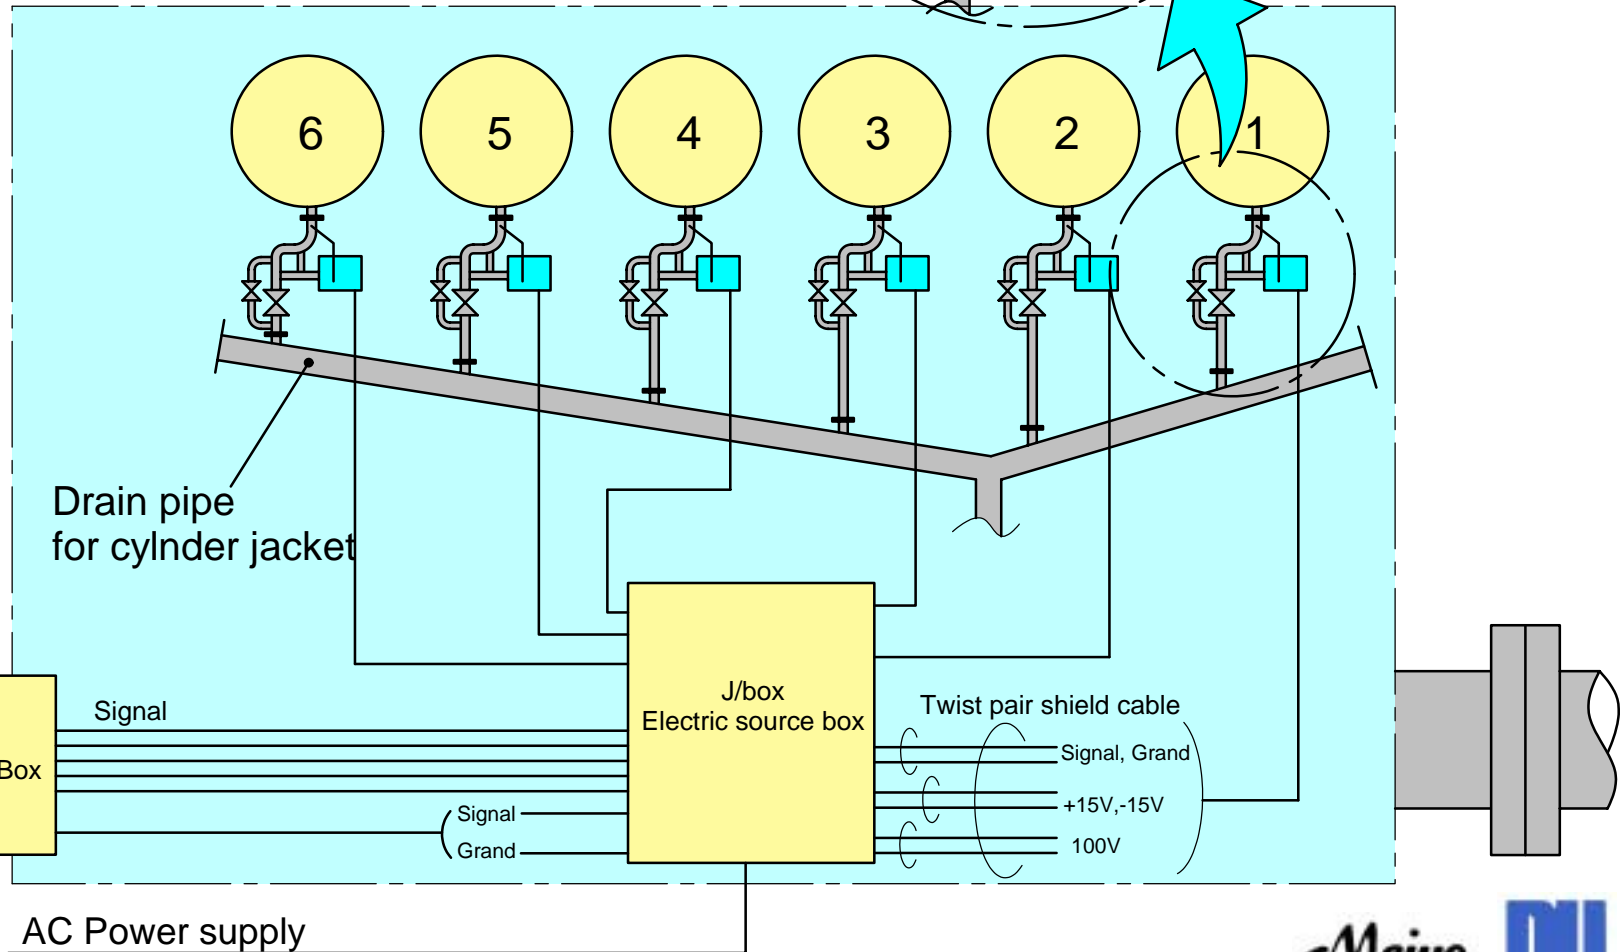 6 5 4 3 2 1
Drain pipe
for cylnder jacket
J/box
Electric source box
Twist pair shield cable
Signal
Signal, Grand
Box
+15V,-15V
Signal
Grand
100V
AC Power supply